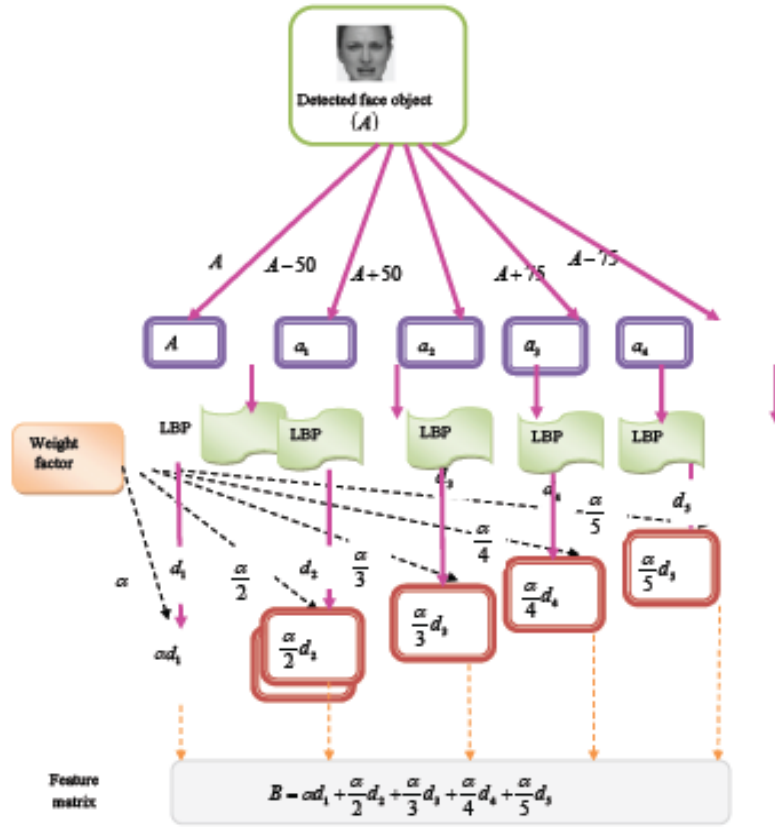 Detected face object
(A)
A
A−50
A+50
A+75
A−75
A
a₁
a₂
a₃
a₄
Weight
factor
LBP
LBP
LBP
LBP
LBP
α
d₁
α/2
d₂
α/3
α/4
α/5
d₅
αd₁
α/2 d₂
α/3 d₃
α/4 d₄
α/5 d₅
Feature
matrix
B = αd₁ + α/2 d₂ + α/3 d₃ + α/4 d₄ + α/5 d₅